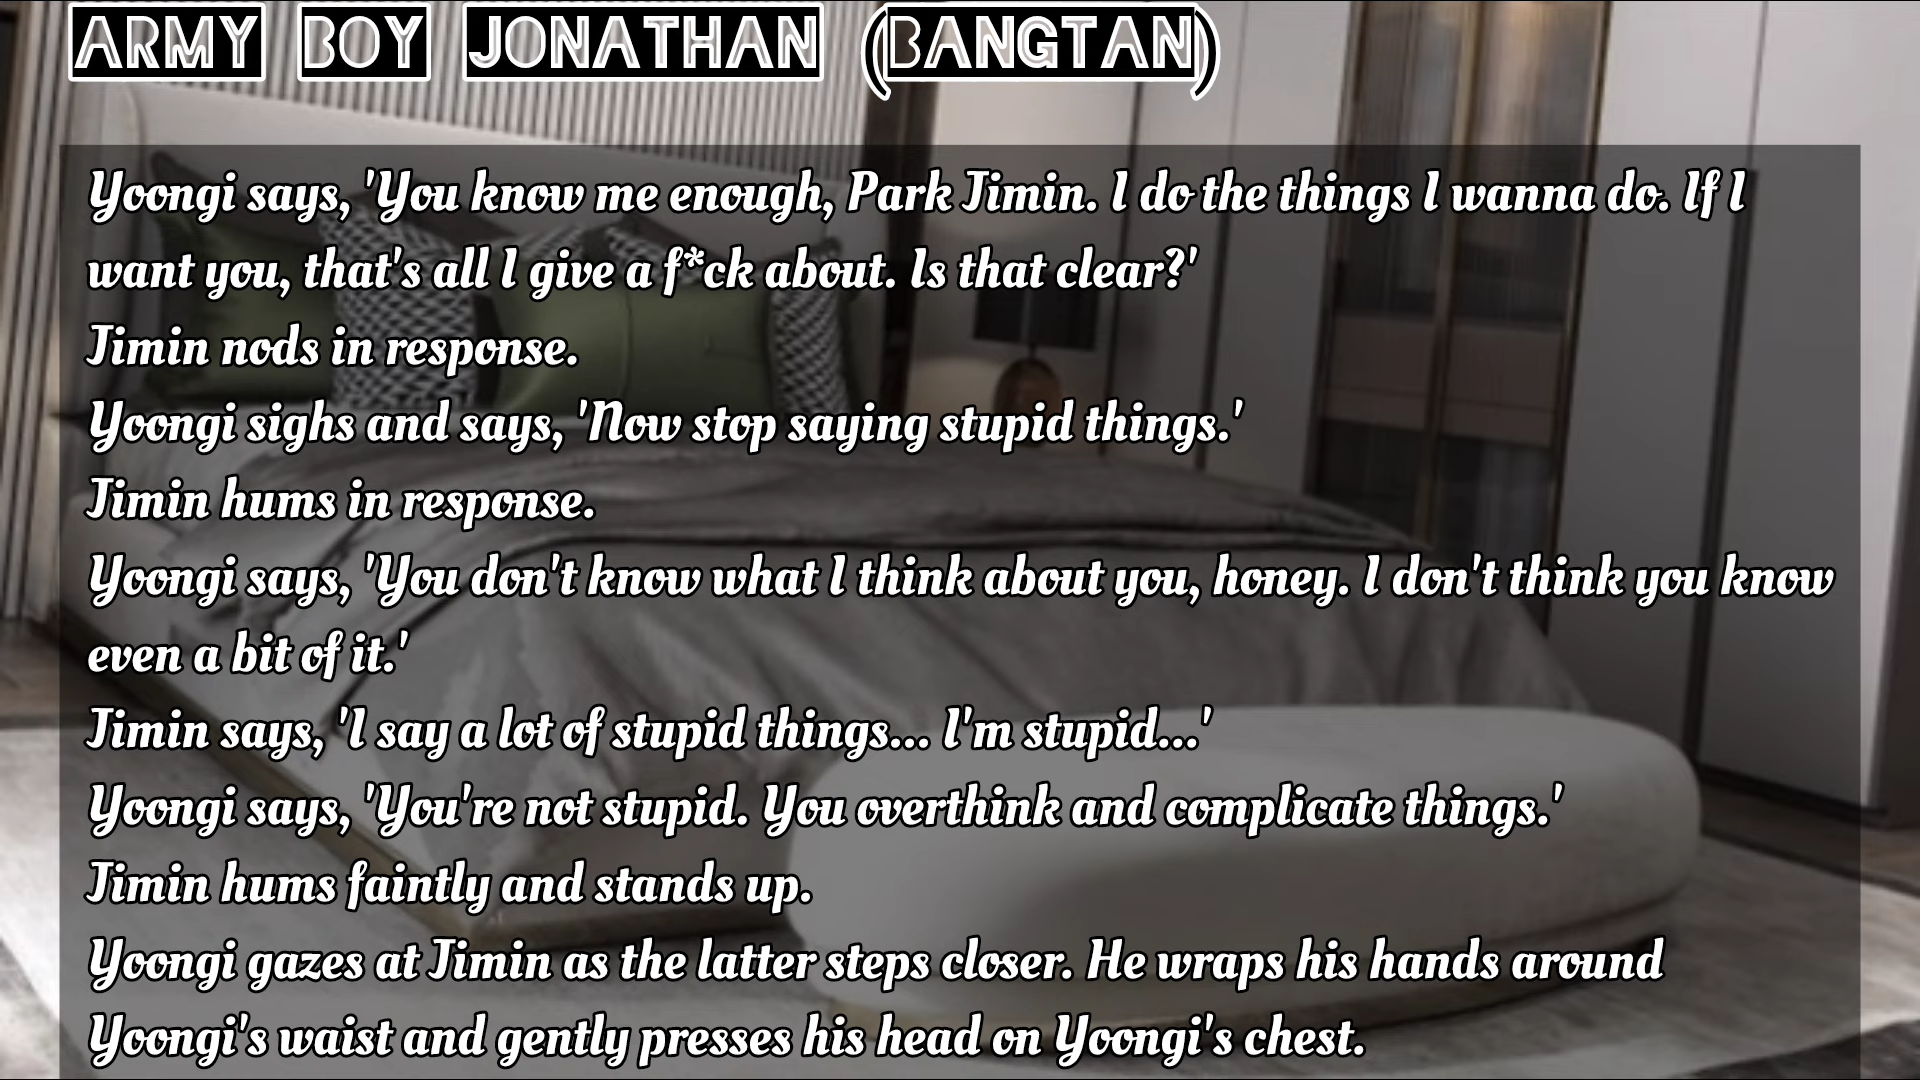 ARMY BOY JONATHAN (BANGTAN)
Yoongi says, 'You know me enough, Park Jimin. I do the things I wanna do. If I
want you, that's all I give a f*ck about. Is that clear?'
Jimin nods in response.
Yoongi sighs and says, 'Now stop saying stupid things.'
Jimin hums in response.
Yoongi says, 'You don't know what I think about you, honey. I don't think you know
even a bit of it.'
Jimin says, 'I say a lot of stupid things... I'm stupid...'
Yoongi says, 'You're not stupid. You overthink and complicate things.'
Jimin hums faintly and stands up.
Yoongi gazes at Jimin as the latter steps closer. He wraps his hands around
Yoongi's waist and gently presses his head on Yoongi's chest.